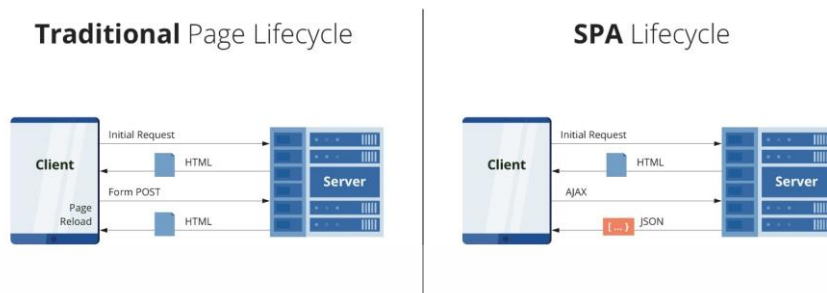 Traditional Page Lifecycle
Client
Initial Request
HTML
Form POST
Page
Reload
HTML
Server
SPA Lifecycle
Client
Initial Request
HTML
AJAX
{ ... }
JSON
Server